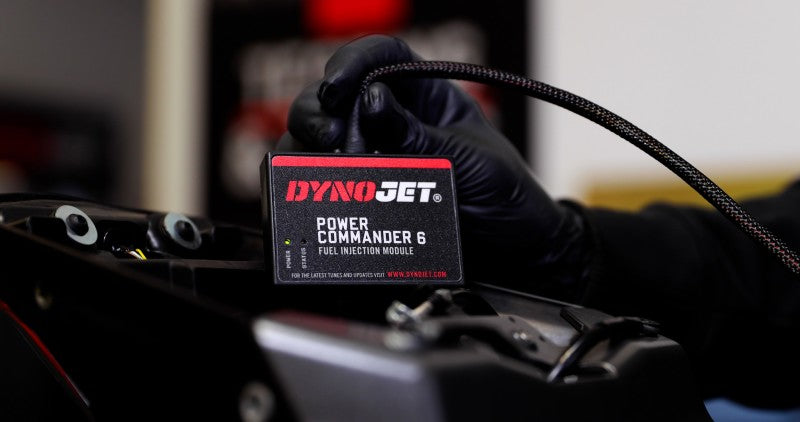 DYNOJET®
POWER
COMMANDER 6
FUEL INJECTION MODULE
POWER
STATUS
FOR THE LATEST TUNES AND UPDATES VISIT WWW.DYNOJET.COM